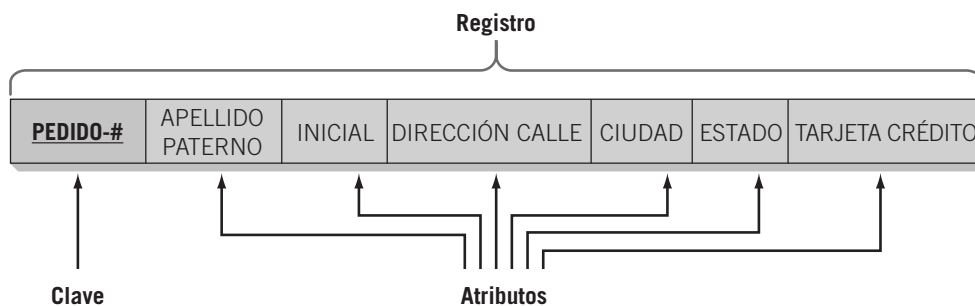 Registro
PEDIDO-#
APELLIDO
PATERNO
INICIAL
DIRECCIÓN CALLE
CIUDAD
ESTADO
TARJETA CRÉDITO
Clave
Atributos